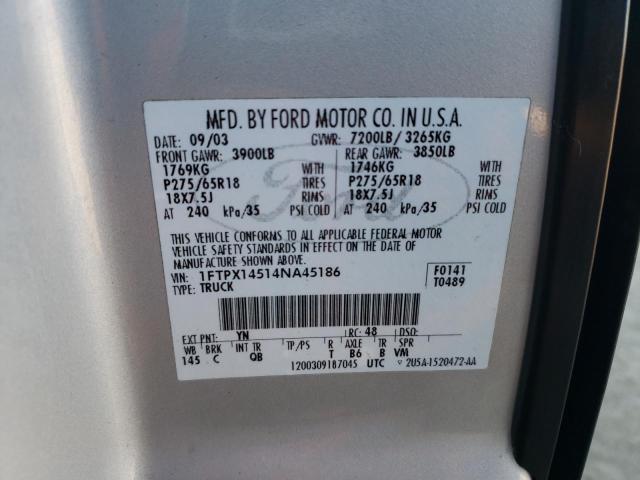 MFD. BY FORD MOTOR CO. IN U.S.A.
DATE: 09/03 GVWR: 7200LB/ 3265KG
FRONT GAWR: 3900LB REAR GAWR: 3850LB
1769KG WITH 1746KG WITH
P275/65R18 TIRES P275/65R18 TIRES
18X7.5J RIMS 18X7.5J RIMS
AT 240 kPa/35 PSI COLD AT 240 kPa/35 PSI COLD
Ford
THIS VEHICLE CONFORMS TO ALL APPLICABLE FEDERAL MOTOR
VEHICLE SAFETY STANDARDS IN EFFECT ON THE DATE OF
MANUFACTURE SHOWN ABOVE.
VIN: 1FTPX14514NA45186 F0141
TYPE: TRUCK T0489
EXT PNT: YN RC: 48 DSO:
WB BRK INT TR TP/PS R AXLE TR SPR
145 C QB T B6 B VM
1200309187045 UTC 2U5A-1520472-AA